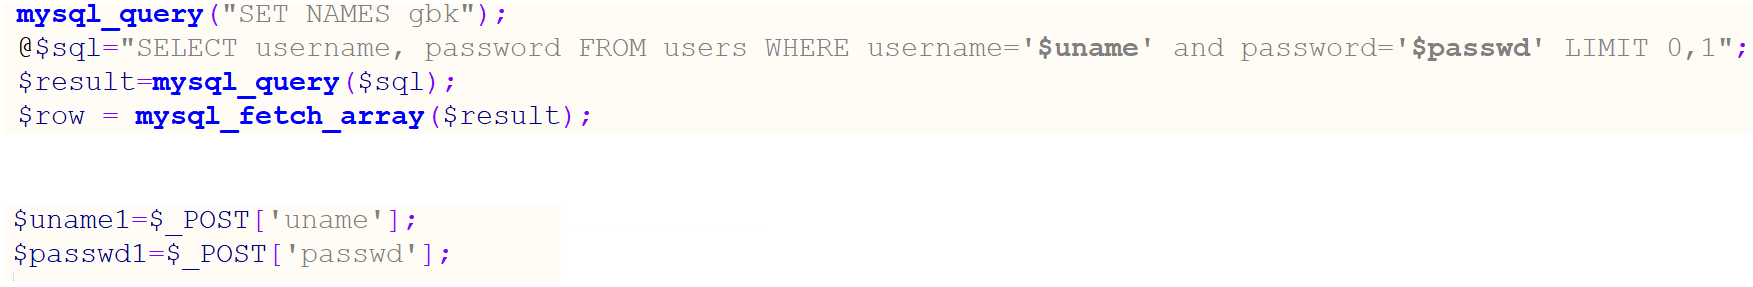 mysql_query("SET NAMES gbk");
@$sql="SELECT username, password FROM users WHERE username='$uname' and password='$passwd' LIMIT 0,1";
$result=mysql_query($sql);
$row = mysql_fetch_array($result);
$uname1=$_POST['uname'];
$passwd1=$_POST['passwd'];